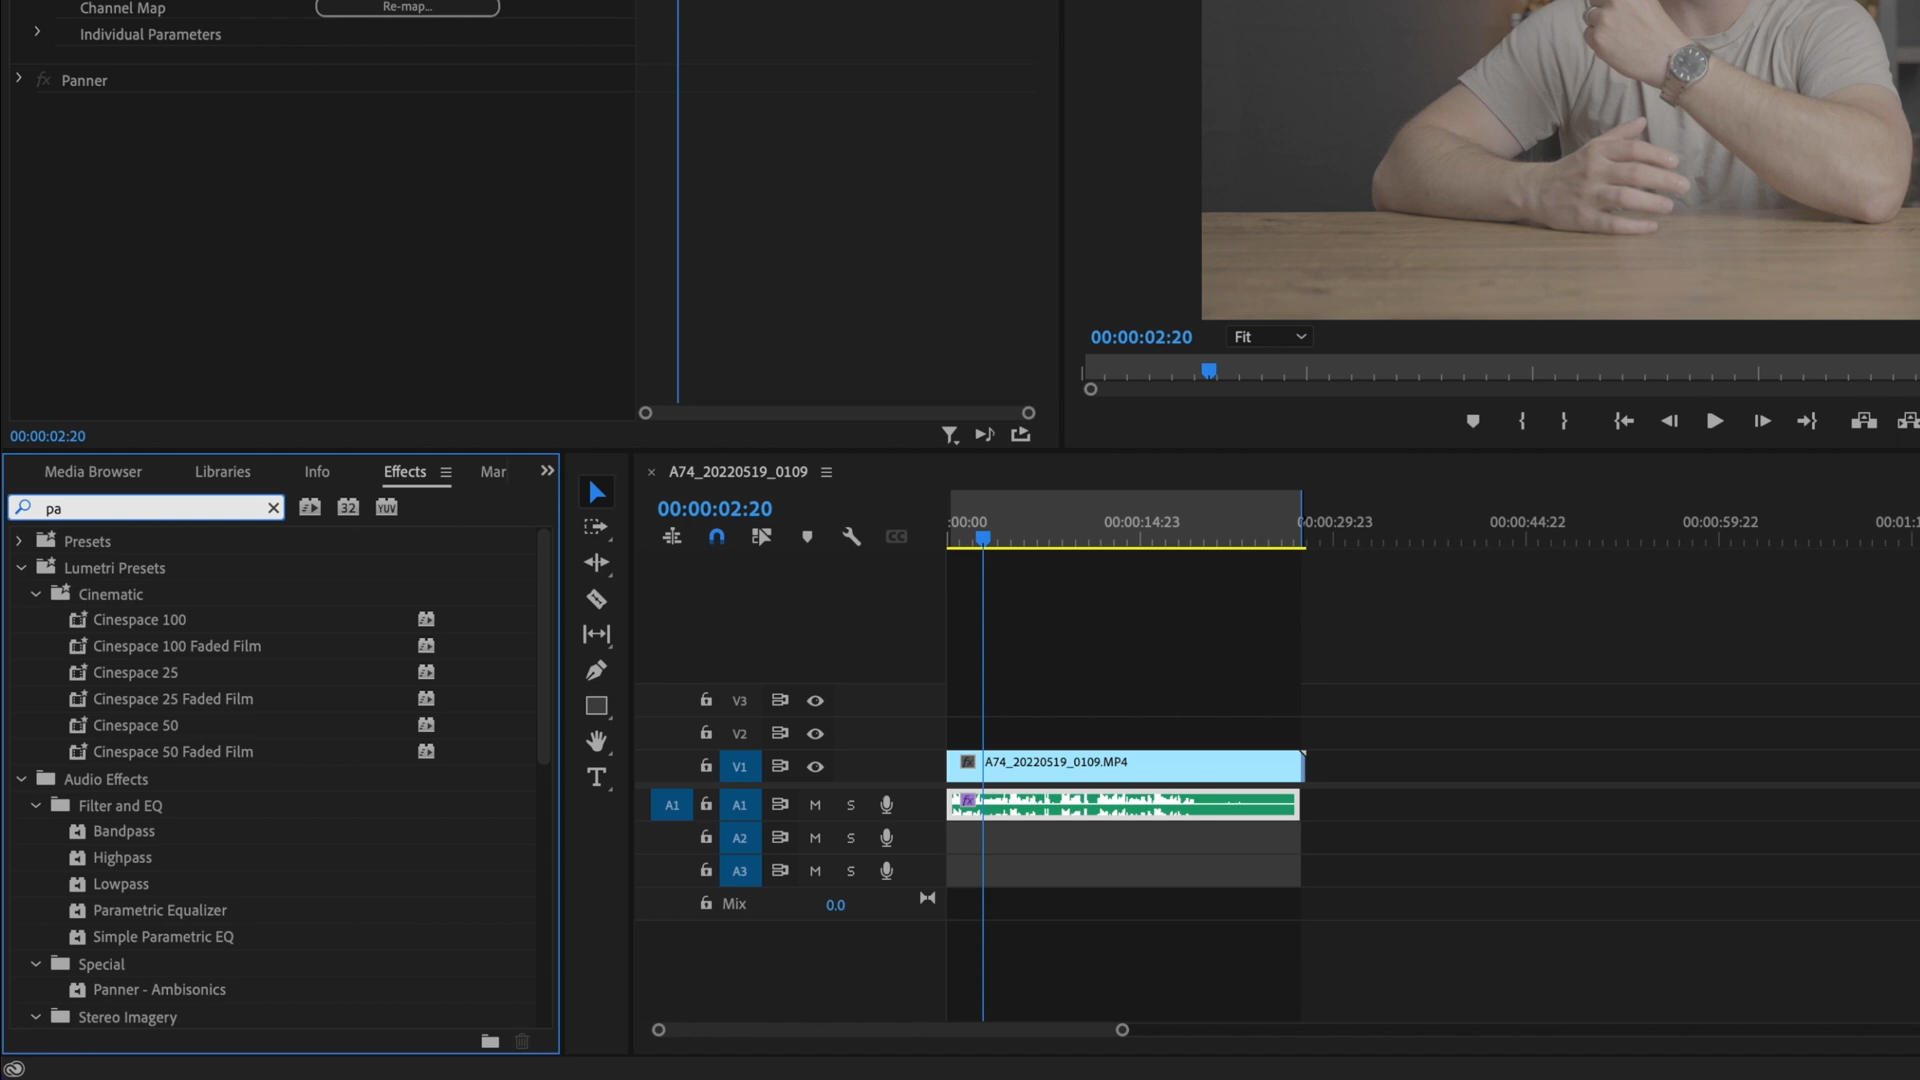 Channel Map
Re-map...
Individual Parameters
fx Panner
00:00:02:20
00:00:02:20 Fit
Media Browser Libraries Info Effects Mar
pa
32 YUV
Presets
Lumetri Presets
Cinematic
Cinespace 100
Cinespace 100 Faded Film
Cinespace 25
Cinespace 25 Faded Film
Cinespace 50
Cinespace 50 Faded Film
Audio Effects
Filter and EQ
Bandpass
Highpass
Lowpass
Parametric Equalizer
Simple Parametric EQ
Special
Panner - Ambisonics
Stereo Imagery
A74_20220519_0109
00:00:02:20
:00:00 00:00:14:23 00:00:29:23 00:00:44:22 00:00:59:22 00:01:1
CC
V3
V2
V1 fx A74_20220519_0109.MP4
A1 A1 M S fx
A2 M S
A3 M S
Mix 0.0